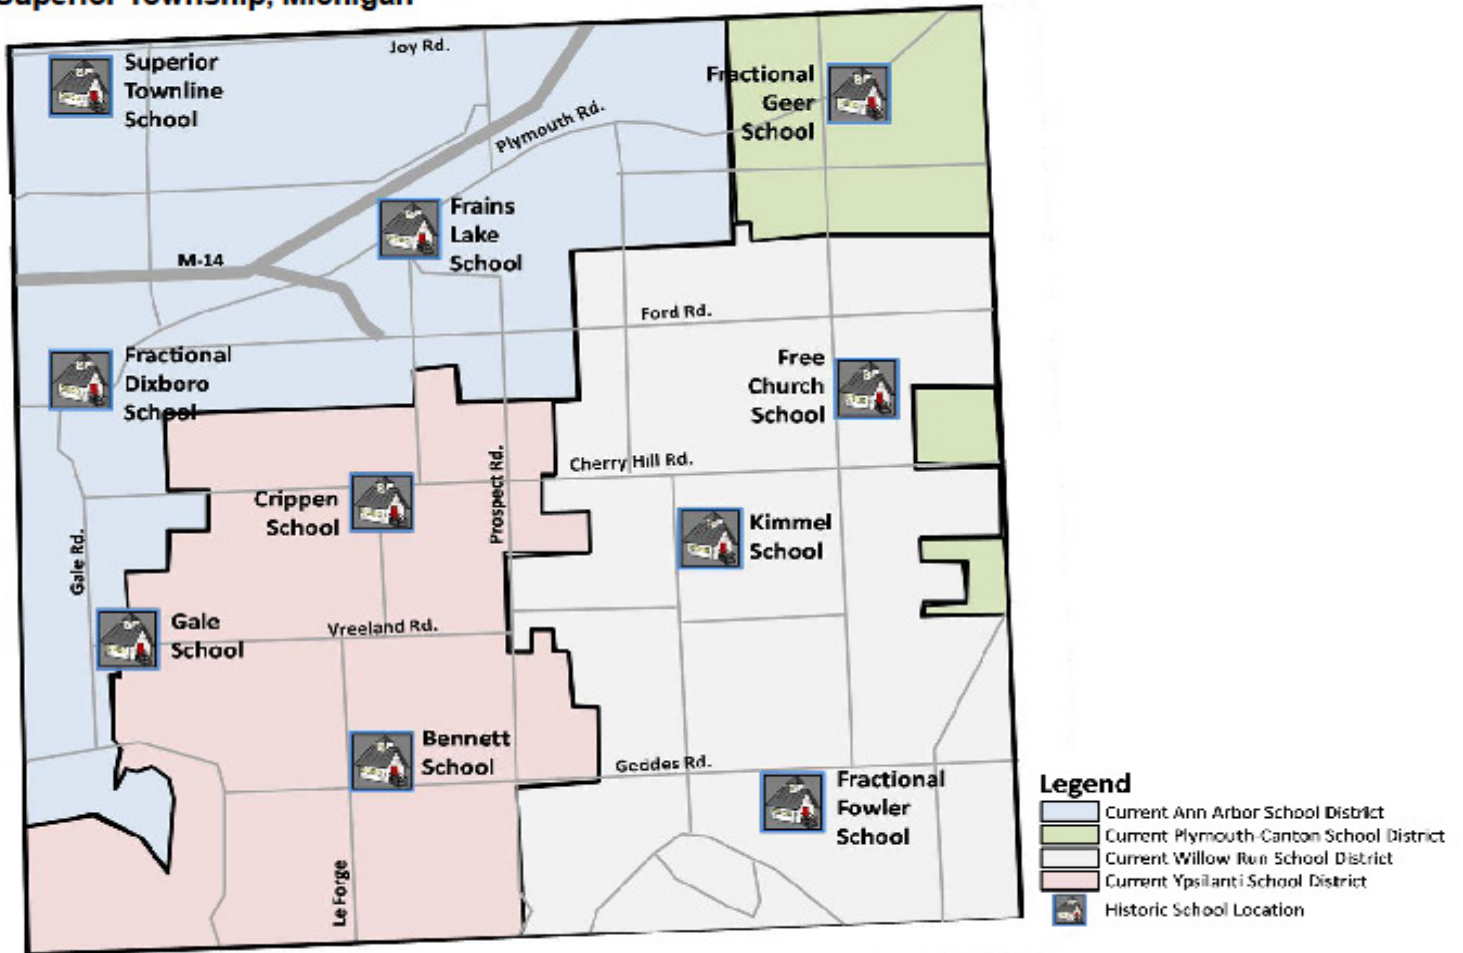 Superior Township, Michigan
Joy Rd.
Superior
Townline
School
Fractional
Geer
School
Plymouth Rd.
Frains
Lake
School
M-14
Ford Rd.
Fractional
Dixboro
School
Free
Church
School
Cherry Hill Rd.
Prospect Rd.
Crippen
School
Kimmel
School
Gale Rd.
Gale
School
Vreeland Rd.
Bennett
School
Geddes Rd.
Fractional
Fowler
School
Le Forge
Legend
Current Ann Arbor School District
Current Plymouth-Canton School District
Current Willow Run School District
Current Ypsilanti School District
Historic School Location